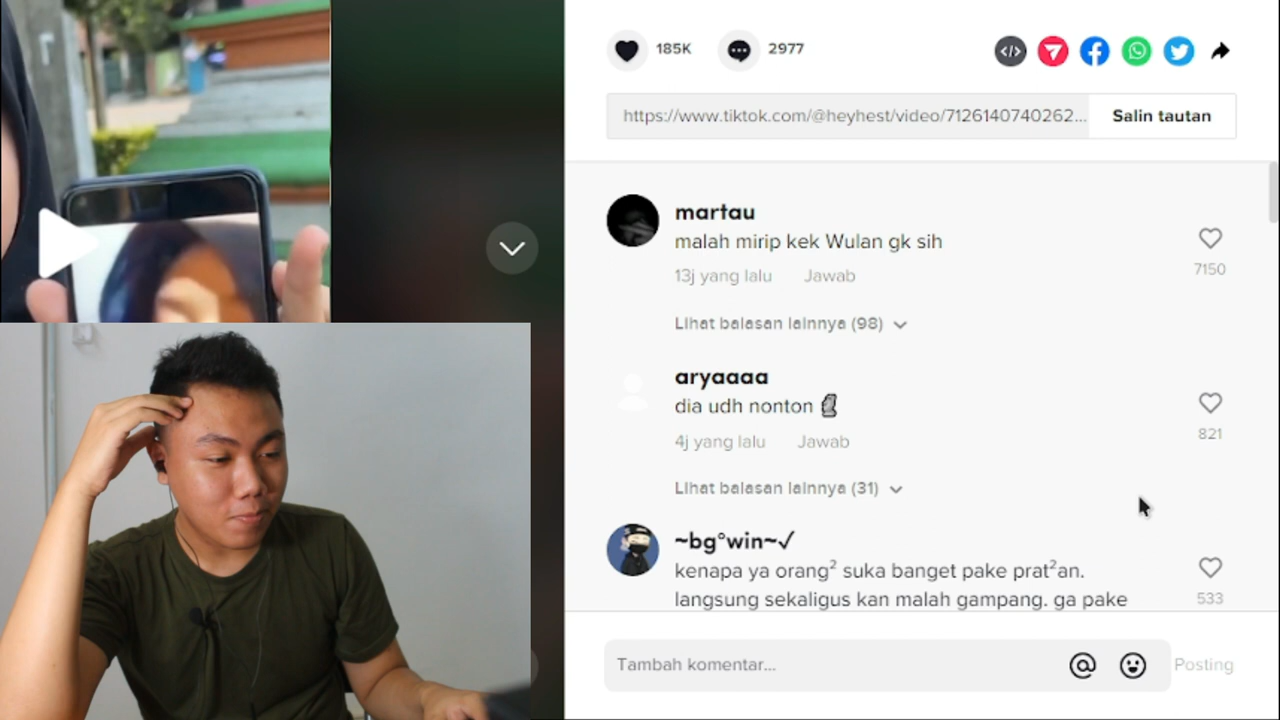 185K
2977
https://www.tiktok.com/@heyhest/video/7126140740262...
Salin tautan
martau
malah mirip kek Wulan gk sih
7150
13j yang lalu Jawab
Lihat balasan lainnya (98)
aryaaaa
dia udh nonton 🗿
821
4j yang lalu Jawab
Lihat balasan lainnya (31)
~bg°win~✓
kenapa ya orang² suka banget pake prat²an.
langsung sekaligus kan malah gampang. ga pake
533
Tambah komentar...
Posting